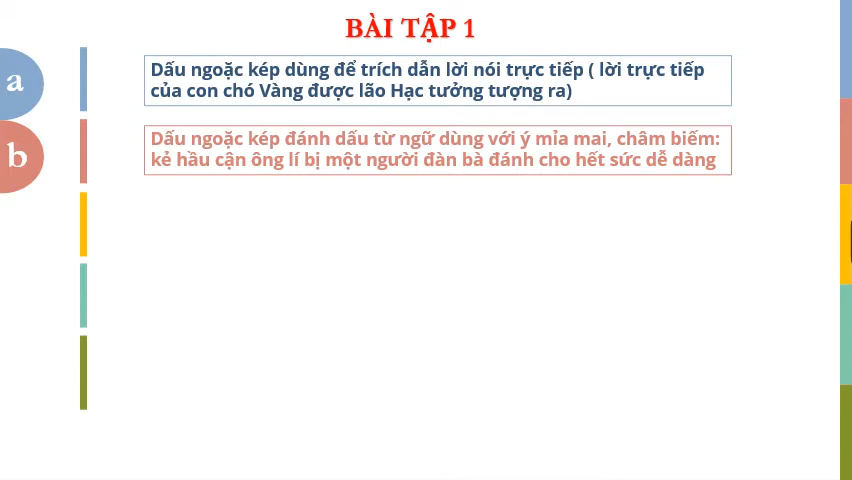 BÀI TẬP 1
a
Dấu ngoặc kép dùng để trích dẫn lời nói trực tiếp ( lời trực tiếp
của con chó Vàng được lão Hạc tưởng tượng ra)
b
Dấu ngoặc kép đánh dấu từ ngữ dùng với ý mỉa mai, châm biếm:
kẻ hầu cận ông lí bị một người đàn bà đánh cho hết sức dễ dàng